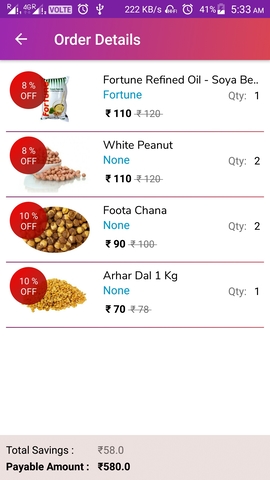 R 4GR VOLTE 222 KB/s 41% 5:33 AM
Order Details
8 %
OFF
Fortune
Fortune Refined Oil - Soya Be..
Fortune
Qty: 1
₹ 110 ₹ 120
8 %
OFF
White Peanut
None
Qty: 2
₹ 110 ₹ 120
10 %
OFF
Foota Chana
None
Qty: 2
₹ 90 ₹ 100
10 %
OFF
Arhar Dal 1 Kg
None
Qty: 1
₹ 70 ₹ 78
Total Savings : ₹58.0
Payable Amount : ₹580.0